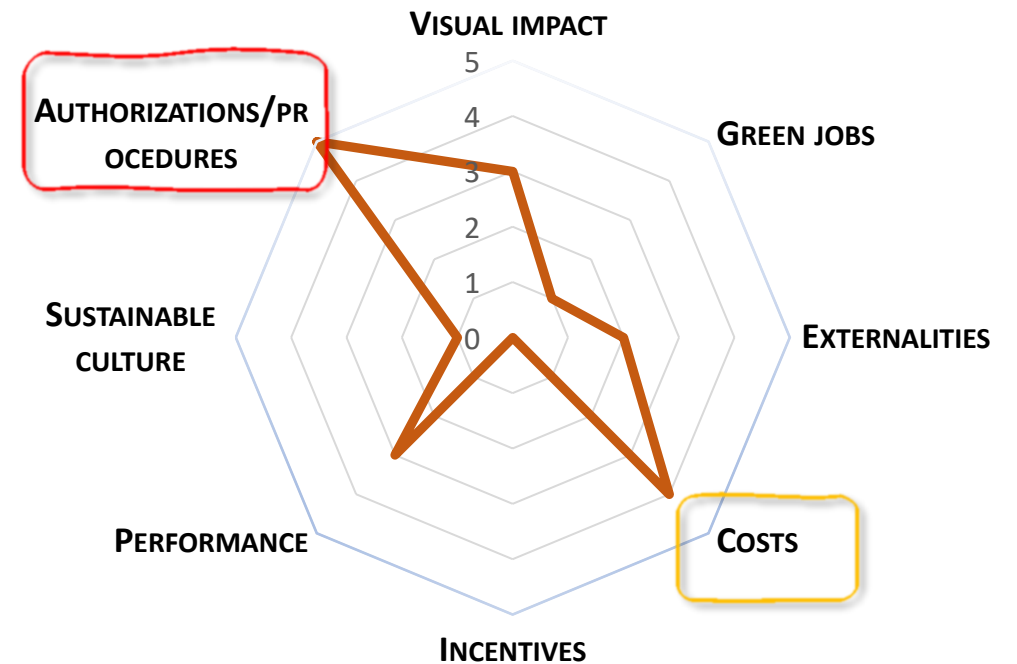 VISUAL IMPACT
5
AUTHORIZATIONS/PR
OCEDURES
4
GREEN JOBS
3
2
1
SUSTAINABLE
CULTURE
0
EXTERNALITIES
PERFORMANCE
COSTS
INCENTIVES